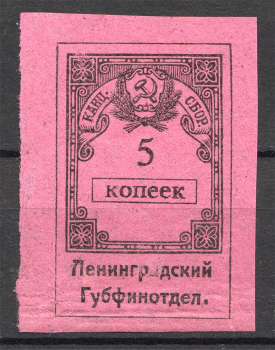 КАНЦ. СБОР.
5
копеек
Ленинградский
Губфинотдел.